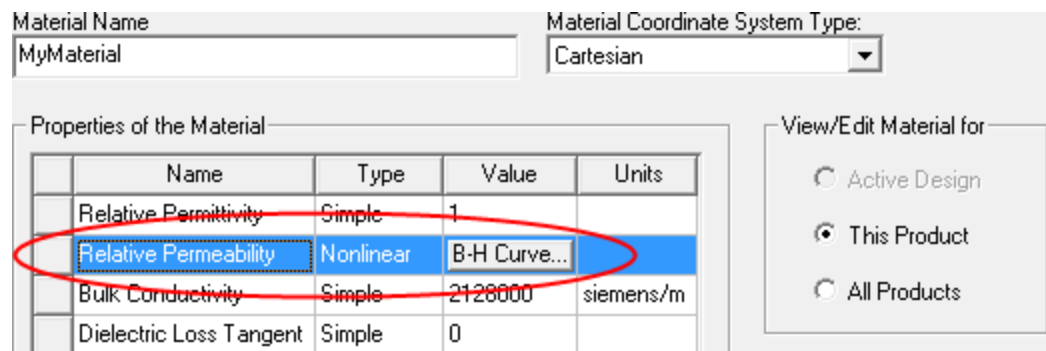 Material Name
Material Coordinate System Type:
MyMaterial
Cartesian
Properties of the Material
View/Edit Material for
Name Type Value Units
Active Design
Relative Permittivity Simple 1
This Product
Relative Permeability Nonlinear B-H Curve...
Bulk Conductivity Simple 2128000 siemens/m
All Products
Dielectric Loss Tangent Simple 0